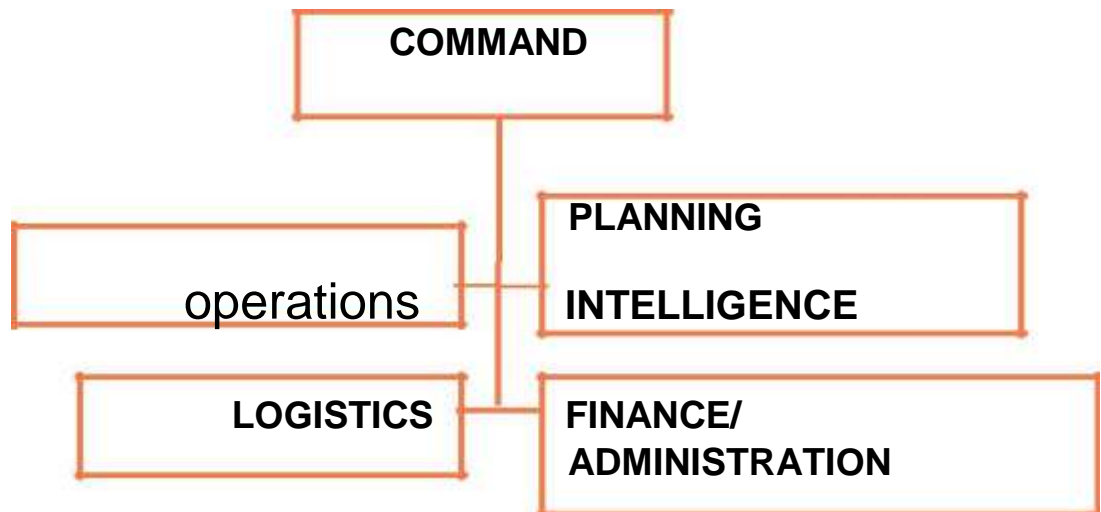 COMMAND
PLANNING
operations
INTELLIGENCE
LOGISTICS
FINANCE/
ADMINISTRATION